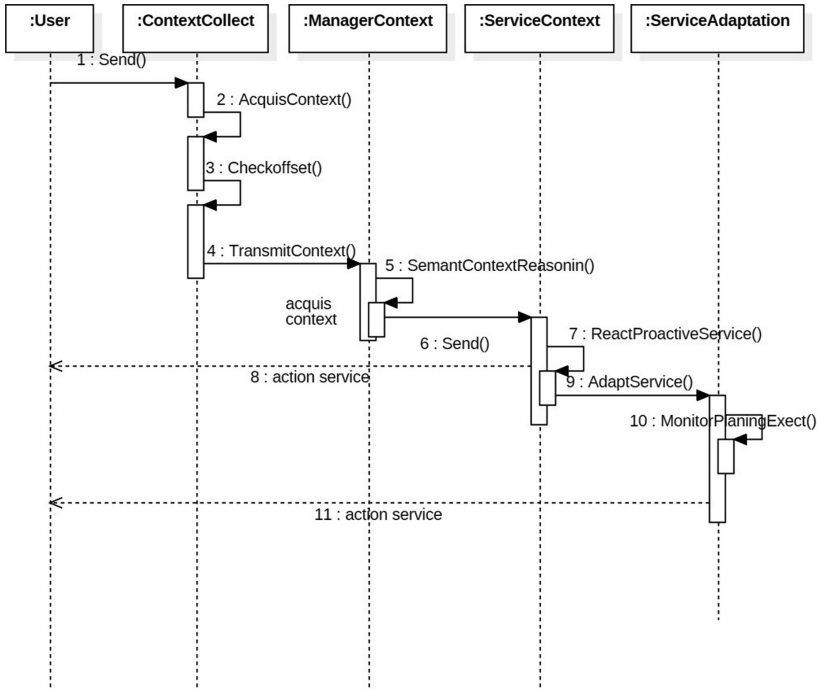 :User
:ContextCollect
:ManagerContext
:ServiceContext
:ServiceAdaptation
1 : Send()
2 : AcquisContext()
3 : Checkoffset()
4 : TransmitContext()
5 : SemantContextReasonin()
acquis
context
6 : Send()
7 : ReactProactiveService()
8 : action service
9 : AdaptService()
10 : MonitorPlaningExect()
11 : action service